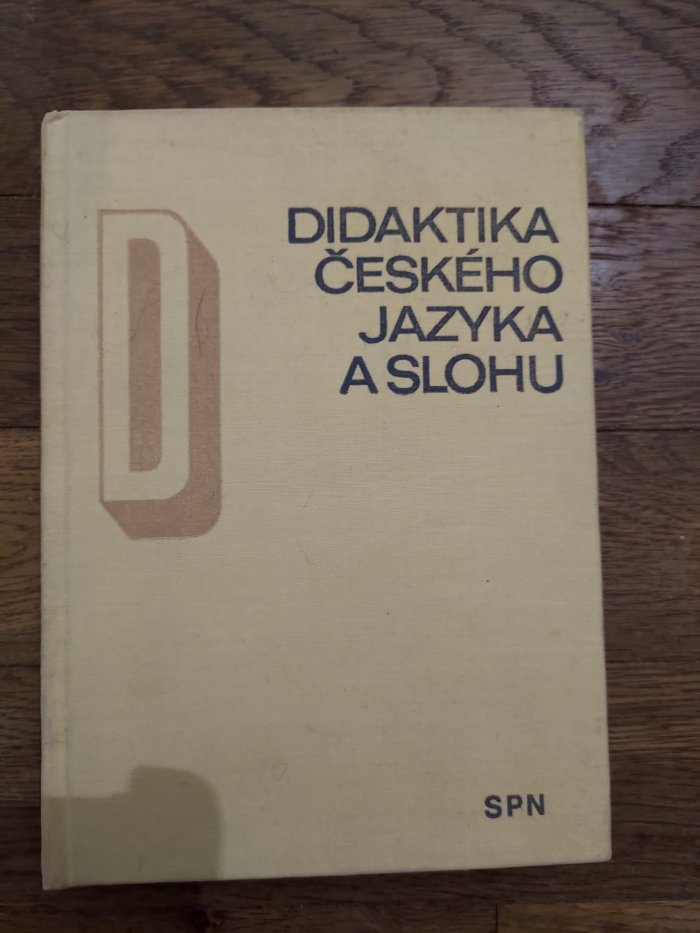 D
DIDAKTIKA
ČESKÉHO
JAZYKA
A SLOHU
SPN